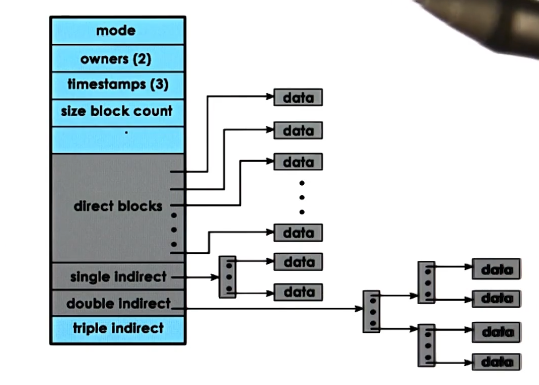 mode
owners (2)
timestamps (3)
size block count
data
data
data
direct blocks
data
data
single indirect
data
double indirect
triple indirect
data
data
data
data